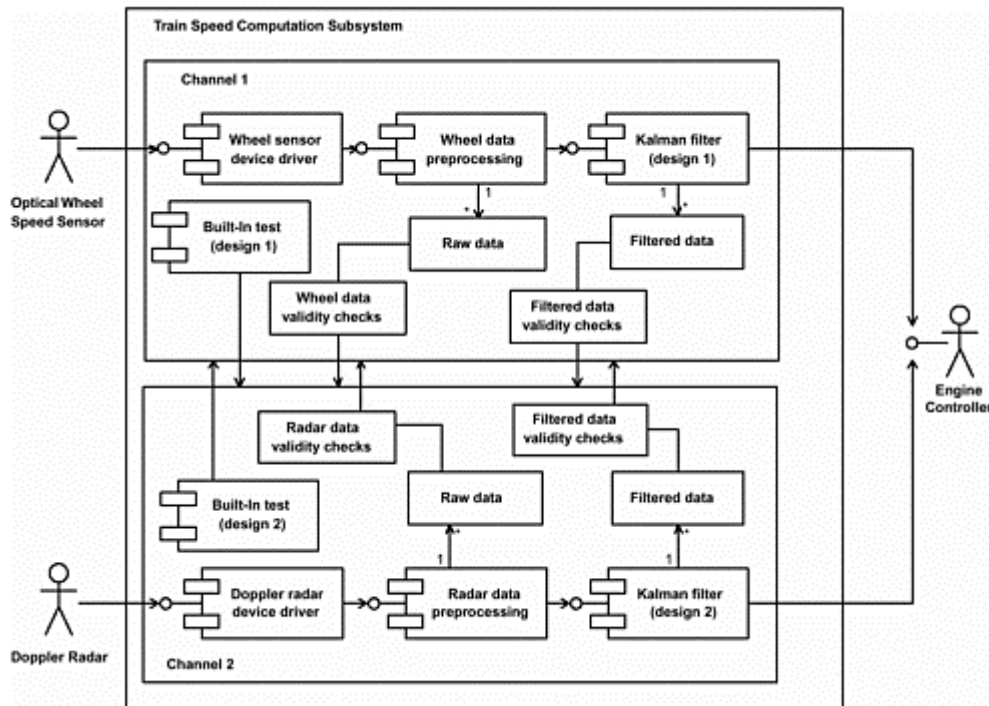 Train Speed Computation Subsystem
Channel 1
Wheel sensor
device driver
Wheel data
preprocessing
Kalman filter
(design 1)
Optical Wheel
Speed Sensor
1
*
1
*
Built-In test
(design 1)
Raw data
Filtered data
Wheel data
validity checks
Filtered data
validity checks
Engine
Controller
Radar data
validity checks
Filtered data
validity checks
Built-In test
(design 2)
Raw data
Filtered data
*
1
*
1
Doppler radar
device driver
Radar data
preprocessing
Kalman filter
(design 2)
Doppler Radar
Channel 2